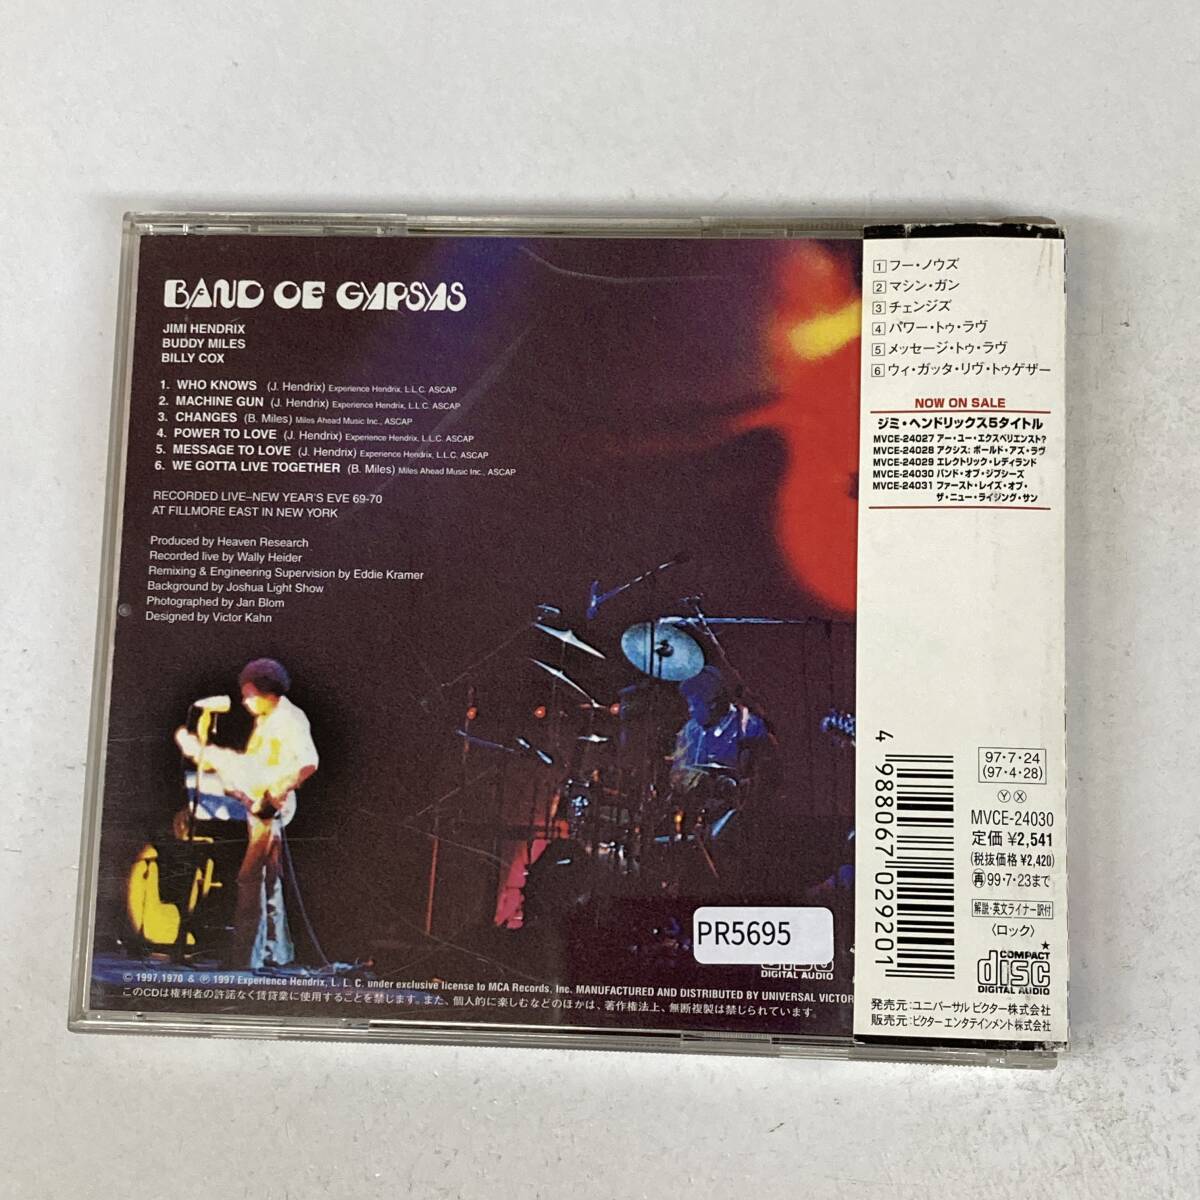 BAND OF GYPSYS
JIMI HENDRIX
BUDDY MILES
BILLY COX
1. WHO KNOWS (J. Hendrix) Experience Hendrix, L.L.C. ASCAP
2. MACHINE GUN (J. Hendrix) Experience Hendrix, L.L.C. ASCAP
3. CHANGES (B. Miles) Miles Ahead Music Inc., ASCAP
4. POWER TO LOVE (J. Hendrix) Experience Hendrix, L.L.C. ASCAP
5. MESSAGE TO LOVE (J. Hendrix) Experience Hendrix, L.L.C. ASCAP
6. WE GOTTA LIVE TOGETHER (B. Miles) Miles Ahead Music Inc., ASCAP
RECORDED LIVE–NEW YEAR'S EVE 69-70
AT FILLMORE EAST IN NEW YORK
Produced by Heaven Research
Recorded live by Wally Heider
Remixing & Engineering Supervision by Eddie Kramer
Background by Joshua Light Show
Photographed by Jan Blom
Designed by Victor Kahn
PR5695
DIGITAL AUDIO
© 1997,1970 & ℗ 1997 Experience Hendrix, L. L. C. under exclusive license to MCA Records, Inc. MANUFACTURED AND DISTRIBUTED BY UNIVERSAL VICTOR
このCDは権利者の許諾なく賃貸業に使用することを禁じます。また、個人的に楽しむなどのほかは、著作権法上、無断複製は禁じられています。
1 フー・ノウズ
2 マシン・ガン
3 チェンジズ
4 パワー・トゥ・ラヴ
5 メッセージ・トゥ・ラヴ
6 ウィ・ガッタ・リヴ・トゥゲザー
NOW ON SALE
ジミ・ヘンドリックス5タイトル
MVCE-24027 アー・ユー・エクスペリエンスト?
MVCE-24028 アクシス: ボールド・アズ・ラヴ
MVCE-24029 エレクトリック・レディランド
MVCE-24030 バンド・オブ・ジプシーズ
MVCE-24031 ファースト・レイズ・オブ・
ザ・ニュー・ライジング・サン
4 988067 029201
97・7・24
(97・4・28)
Ⓨ Ⓧ
MVCE-24030
定価 ¥2,541
(税抜価格 ¥2,420)
再 99・7・23まで
解説・英文ライナー訳付
〈ロック〉
★
COMPACT
disc
DIGITAL AUDIO
発売元:ユニバーサル ビクター株式会社
販売元:ビクター エンタテインメント株式会社